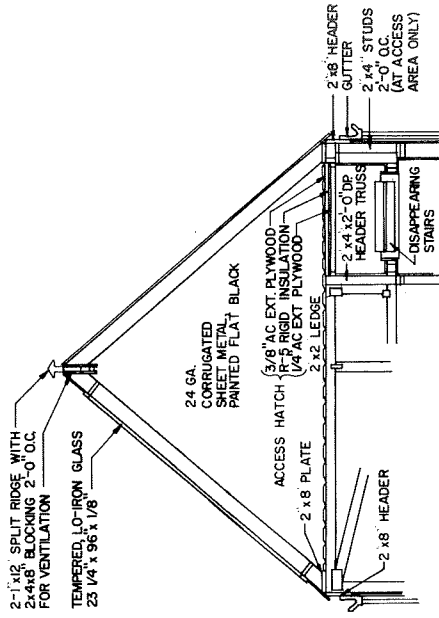 2-1"x12" SPLIT RIDGE WITH
2x4x8" BLOCKING 2'-0" O.C.
FOR VENTILATION
TEMPERED, LO-IRON GLASS
23 1/4" x 96" x 1/8"
24 GA.
CORRUGATED
SHEET METAL,
PAINTED FLAT BLACK
ACCESS HATCH
3/8" AC EXT. PLYWOOD
R-5 RIGID INSULATION
1/4" AC EXT PLYWOOD
2 x 2 LEDGE
2"x8" PLATE
2"x8" HEADER
2 x4 x2'-0" DP.
HEADER TRUSS
DISAPPEARING
STAIRS
2"x8" HEADER
GUTTER
2"x4" STUDS
2'-0" O.C.
(AT ACCESS
AREA ONLY)